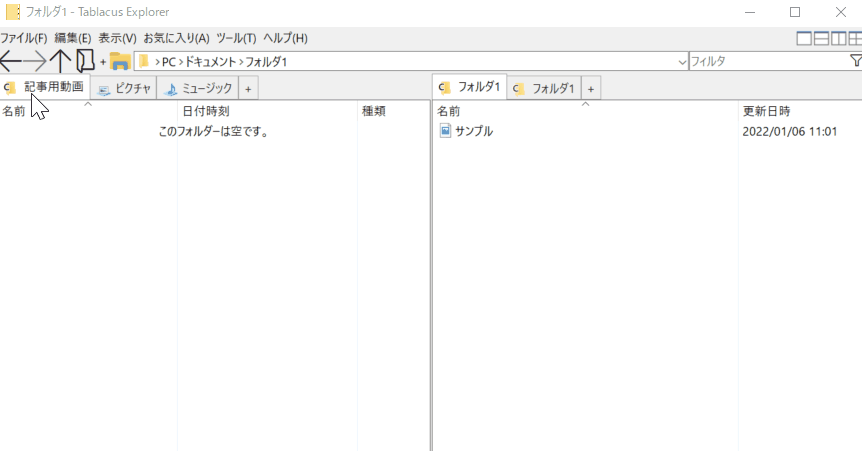 フォルダ1 - Tablacus Explorer
ファイル(F) 編集(E) 表示(V) お気に入り(A) ツール(T) ヘルプ(H)
+ › PC › ドキュメント › フォルダ1 フィルタ
記事用動画 ピクチャ ミュージック +
フォルダ1 フォルダ1 +
名前 日付時刻 種類
このフォルダーは空です。
名前 更新日時
サンプル 2022/01/06 11:01